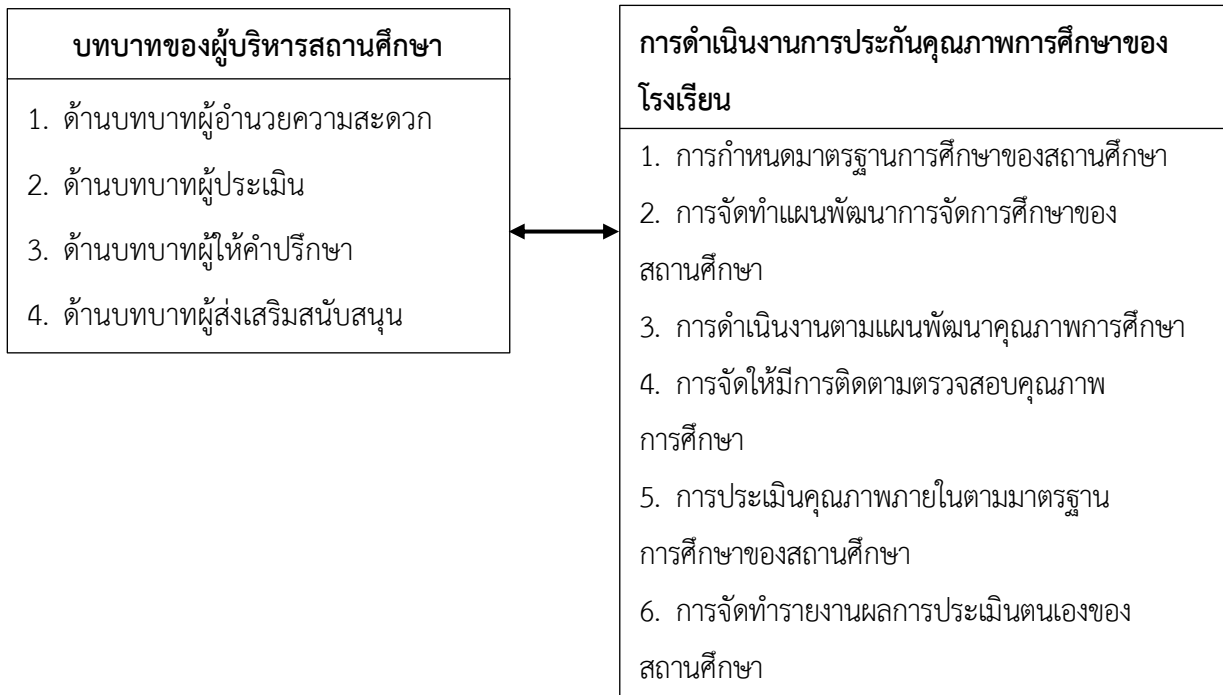 บทบาทของผู้บริหารสถานศึกษา
1. ด้านบทบาทผู้อำนวยความสะดวก
2. ด้านบทบาทผู้ประเมิน
3. ด้านบทบาทผู้ให้คำปรึกษา
4. ด้านบทบาทผู้ส่งเสริมสนับสนุน
การดำเนินงานการประกันคุณภาพการศึกษาของ
โรงเรียน
1. การกำหนดมาตรฐานการศึกษาของสถานศึกษา
2. การจัดทำแผนพัฒนาการจัดการศึกษาของ
สถานศึกษา
3. การดำเนินงานตามแผนพัฒนาคุณภาพการศึกษา
4. การจัดให้มีการติดตามตรวจสอบคุณภาพ
การศึกษา
5. การประเมินคุณภาพภายในตามมาตรฐาน
การศึกษาของสถานศึกษา
6. การจัดทำรายงานผลการประเมินตนเองของ
สถานศึกษา